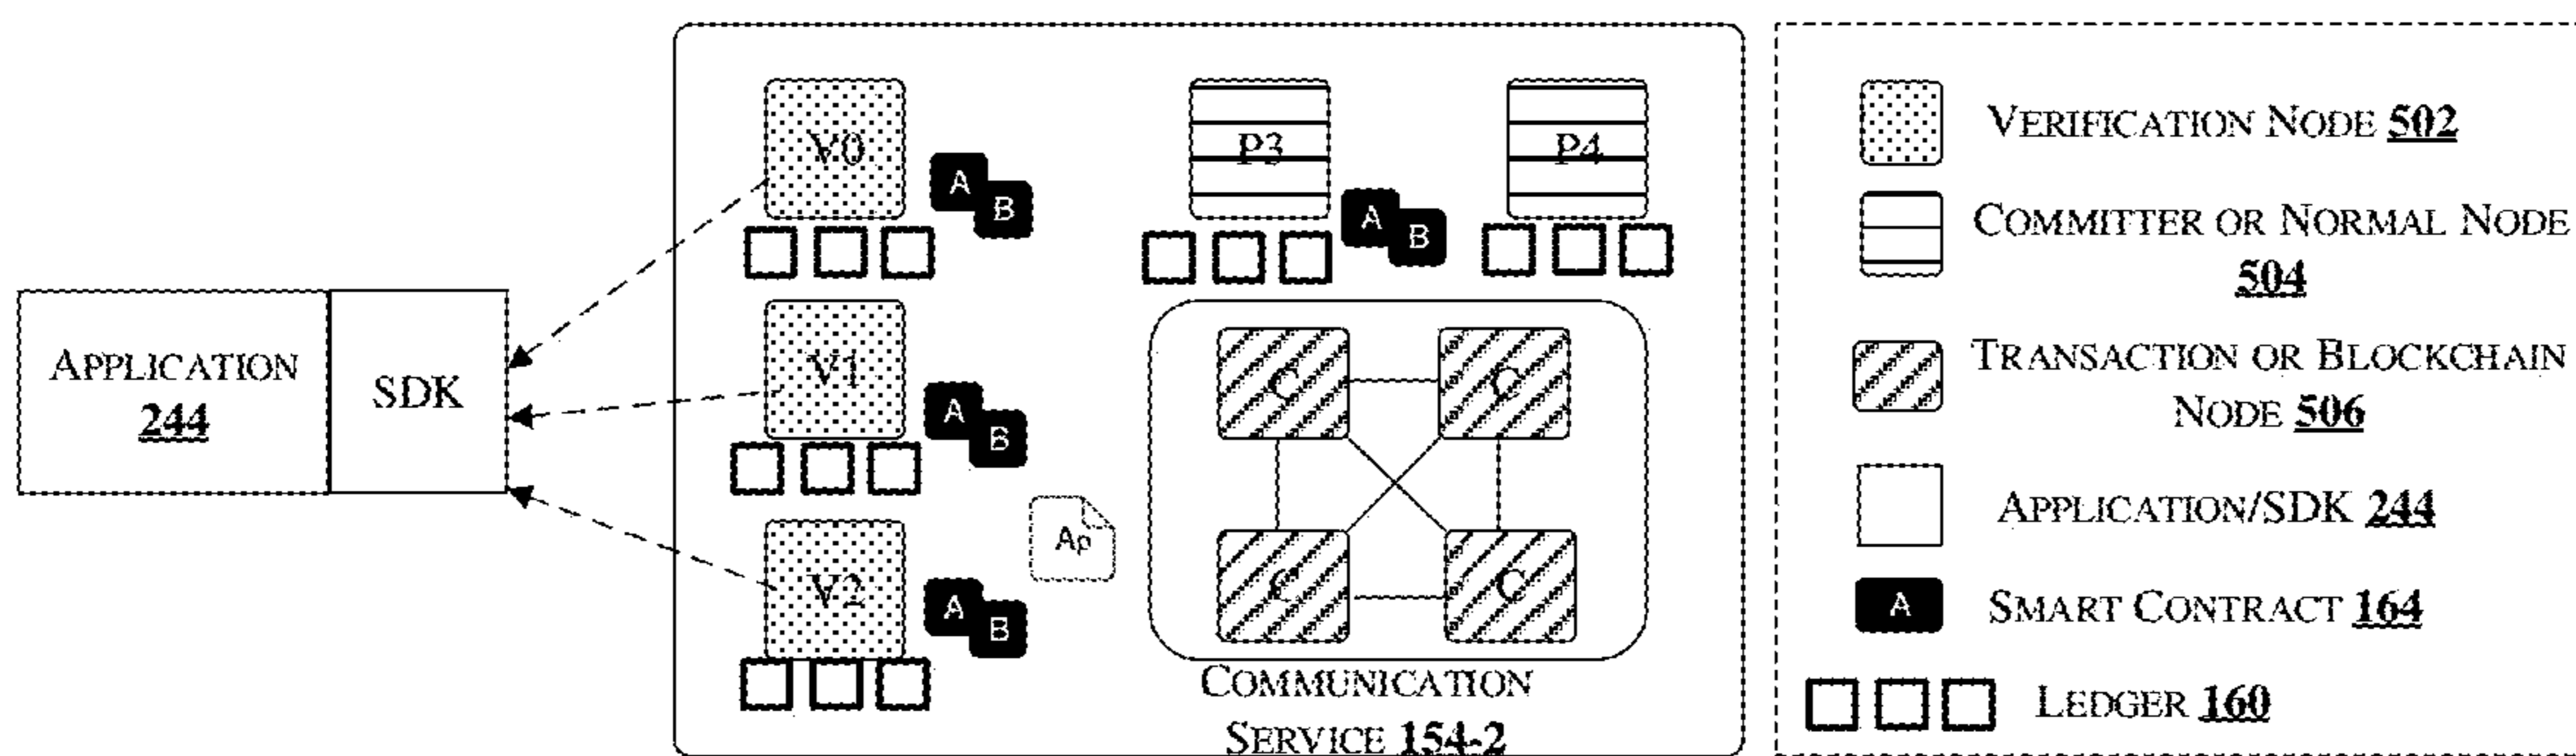 APPLICATION
244
SDK
V0
A
B
V1
A
B
V2
A
B
Ap
P3
A
B
P4
C
C
C
C
COMMUNICATION
SERVICE 154-2
VERIFICATION NODE 502
COMMITTER OR NORMAL NODE
504
TRANSACTION OR BLOCKCHAIN
NODE 506
APPLICATION/SDK 244
A
SMART CONTRACT 164
LEDGER 160